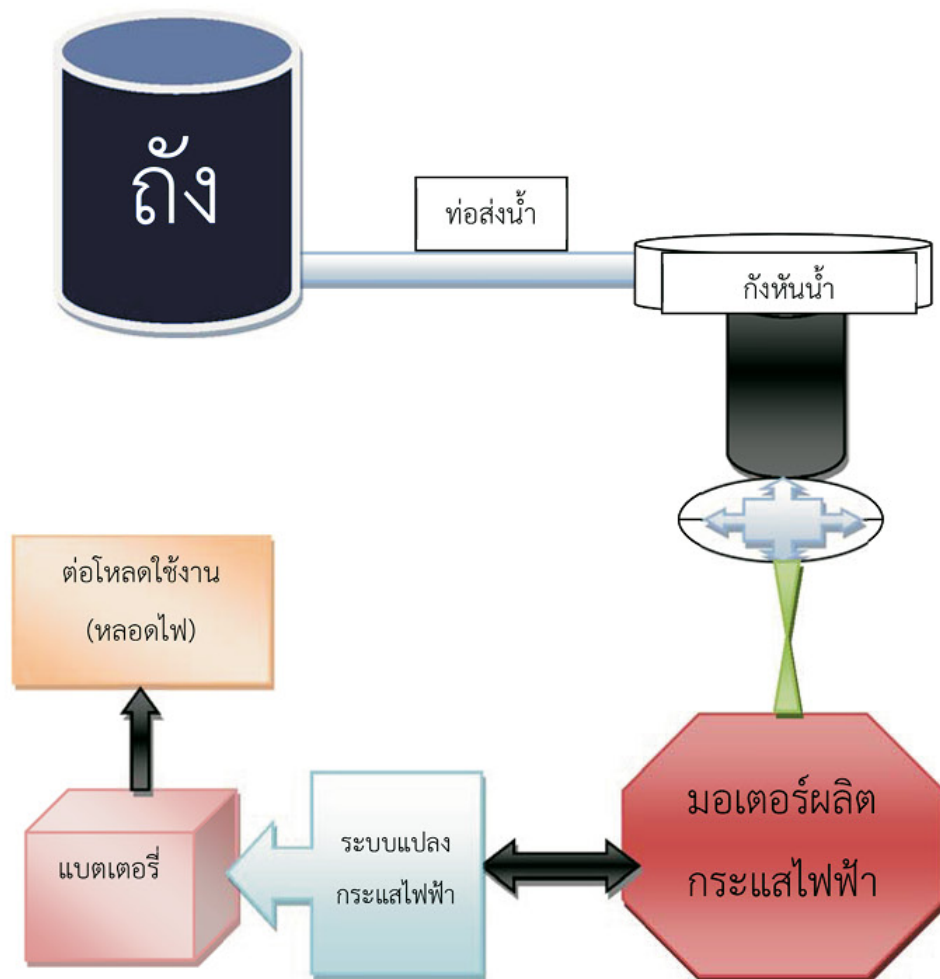 ถัง
ท่อส่งน้ำ
กังหันน้ำ
ต่อโหลดใช้งาน
(หลอดไฟ)
แบตเตอรี่
ระบบแปลง
กระแสไฟฟ้า
มอเตอร์ผลิต
กระแสไฟฟ้า